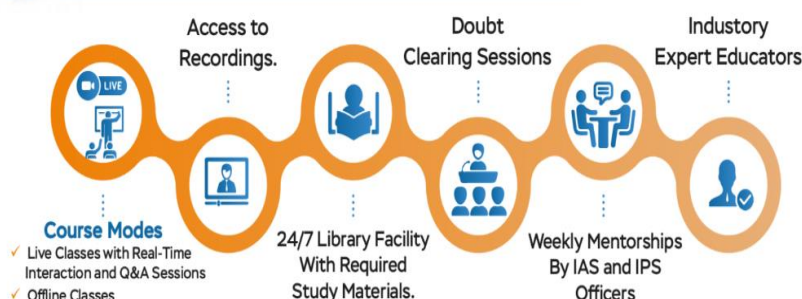 Access to
Recordings.
Doubt
Clearing Sessions
Industory
Expert Educators
LIVE
Course Modes
✓ Live Classes with Real-Time
Interaction and Q&A Sessions
✓ Offline Classes
24/7 Library Facility
With Required
Study Materials.
Weekly Mentorships
By IAS and IPS
Officers